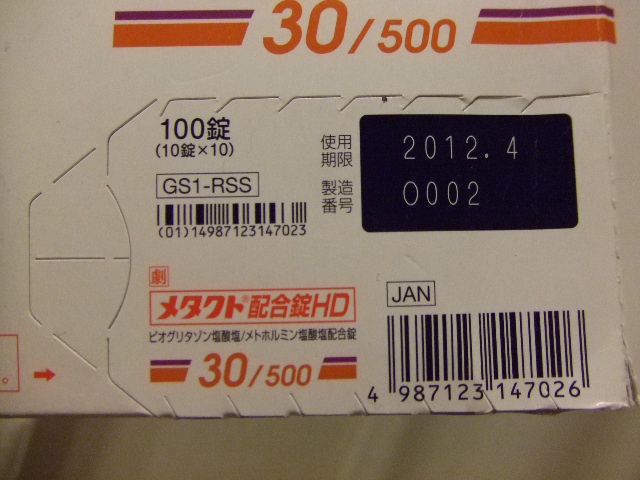 30/500
100錠
(10錠×10)
GS1-RSS
(01)14987123147023
使用
期限
2012.4
製造
番号
O002
劇
メタクト®配合錠HD
ピオグリタゾン塩酸塩/メトホルミン塩酸塩配合錠
30/500
JAN
4 987123 147026